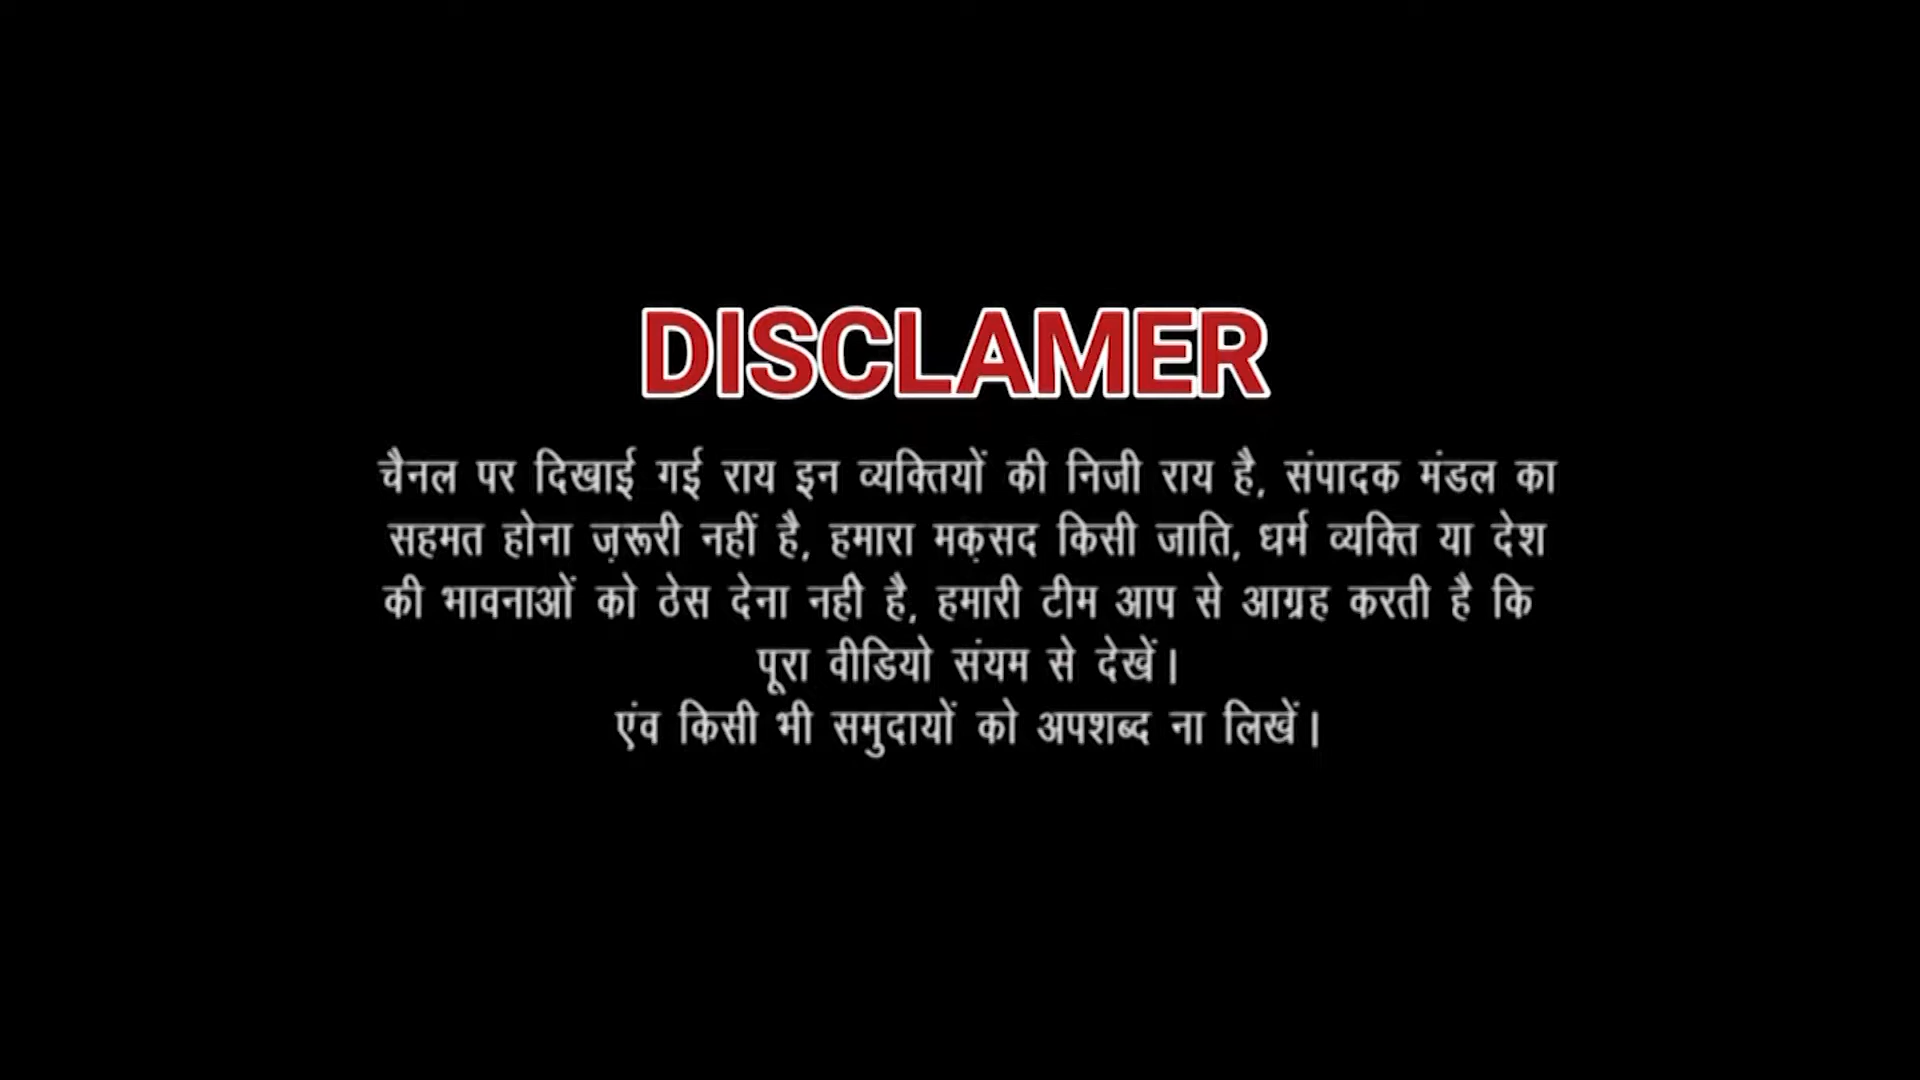 DISCLAMER
चैनल पर दिखाई गई राय इन व्यक्तियों की निजी राय है, संपादक मंडल का
सहमत होना ज़रूरी नहीं है, हमारा मक़सद किसी जाति, धर्म व्यक्ति या देश
की भावनाओं को ठेस देना नही है, हमारी टीम आप से आग्रह करती है कि
पूरा वीडियो संयम से देखें।
एंव किसी भी समुदायों को अपशब्द ना लिखें।